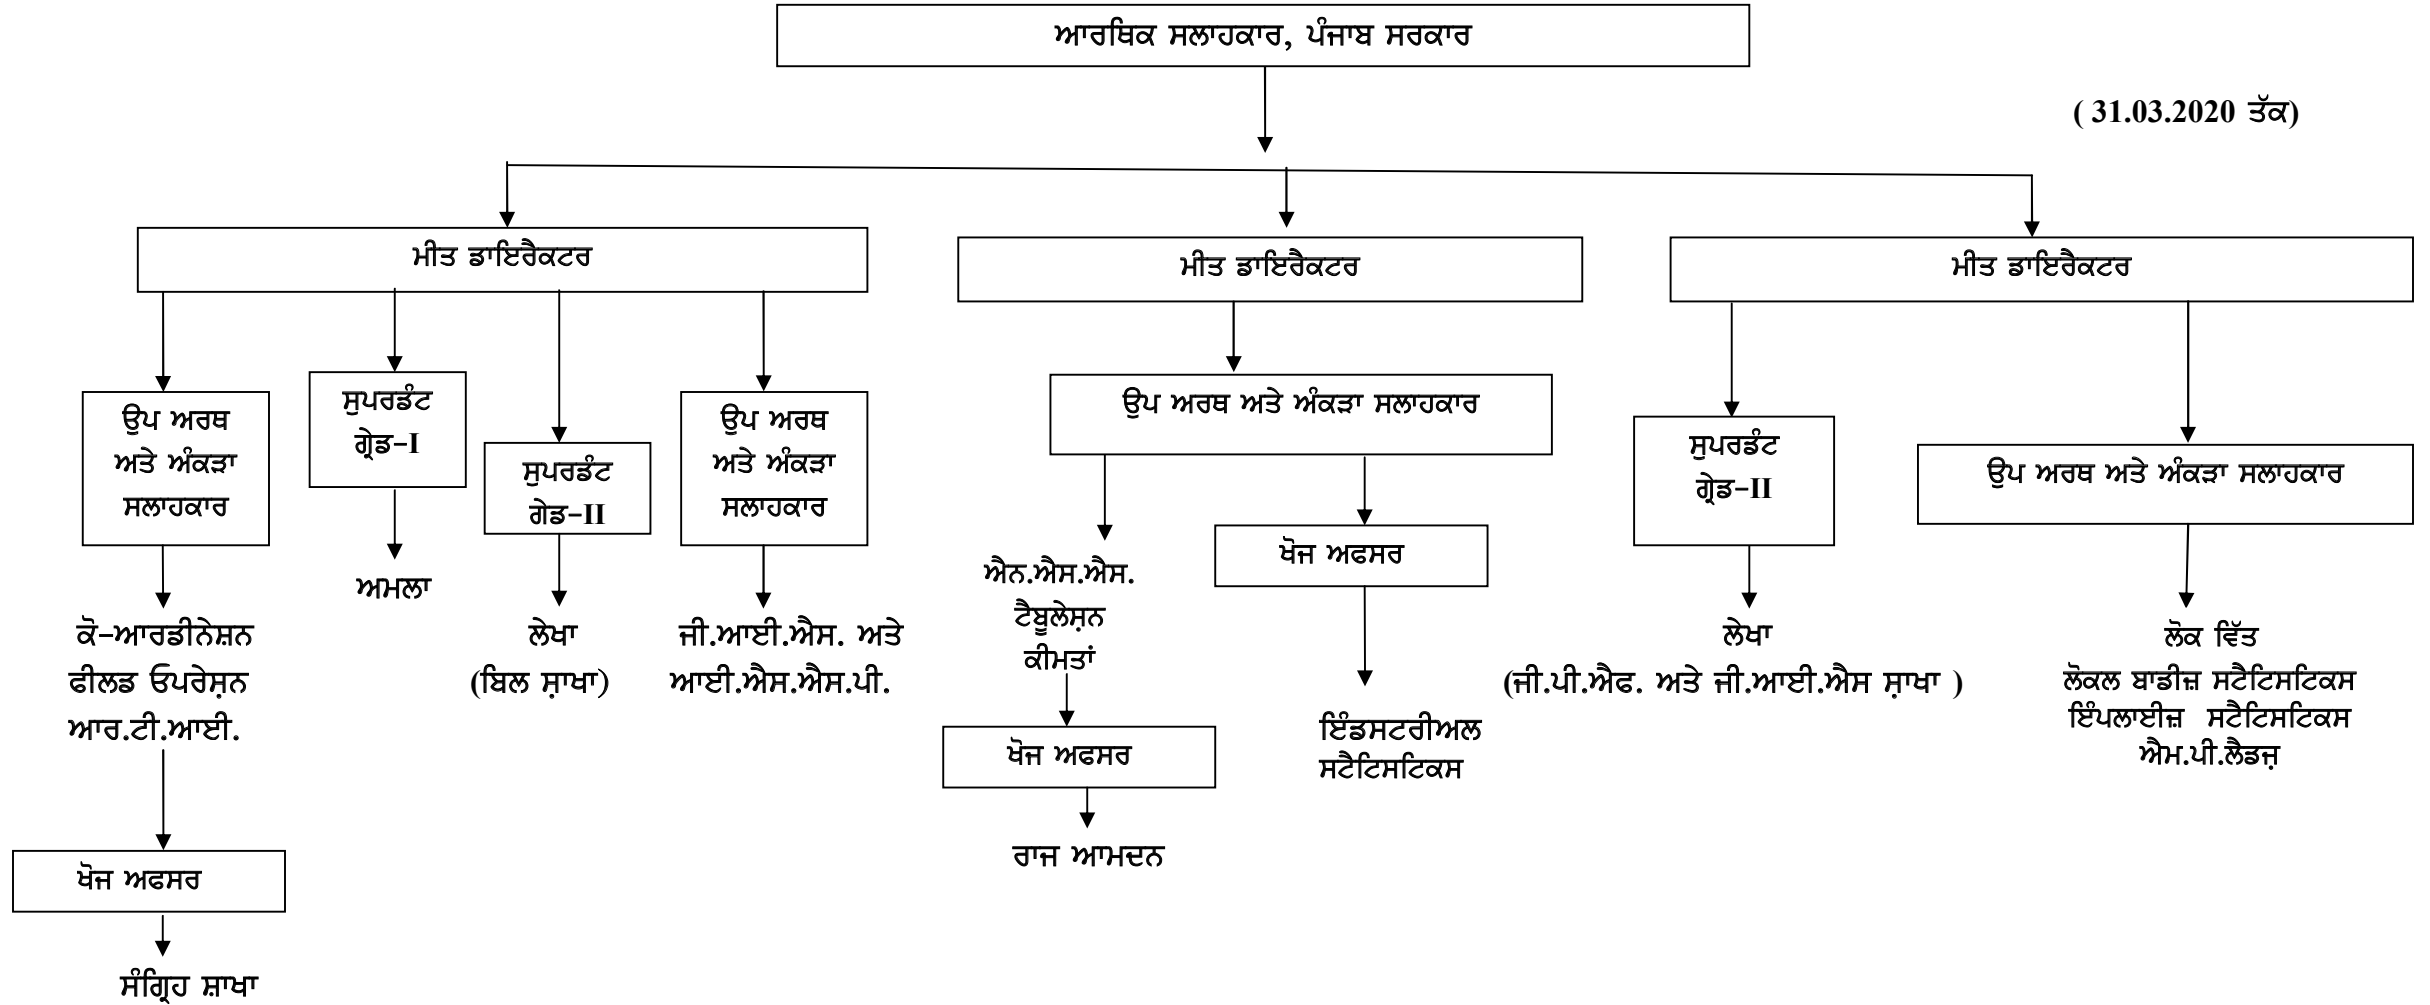 ਆਰਥਿਕ ਸਲਾਹਕਾਰ, ਪੰਜਾਬ ਸਰਕਾਰ
( 31.03.2020 ਤੱਕ)
ਮੀਤ ਡਾਇਰੈਕਟਰ
ਮੀਤ ਡਾਇਰੈਕਟਰ
ਮੀਤ ਡਾਇਰੈਕਟਰ
ਉਪ ਅਰਥ
ਅਤੇ ਅੰਕੜਾ
ਸਲਾਹਕਾਰ
ਸੁਪਰਡੰਟ
ਗ੍ਰੇਡ-I
ਸੁਪਰਡੰਟ
ਗੇਡ-II
ਉਪ ਅਰਥ
ਅਤੇ ਅੰਕੜਾ
ਸਲਾਹਕਾਰ
ਉਪ ਅਰਥ ਅਤੇ ਅੰਕੜਾ ਸਲਾਹਕਾਰ
ਸੁਪਰਡੰਟ
ਗ੍ਰੇਡ-II
ਉਪ ਅਰਥ ਅਤੇ ਅੰਕੜਾ ਸਲਾਹਕਾਰ
ਕੋ-ਆਰਡੀਨੇਸ਼ਨ
ਫੀਲਡ ਓਪਰੇਸ਼ਨ
ਆਰ.ਟੀ.ਆਈ.
ਅਮਲਾ
ਲੇਖਾ
(ਬਿਲ ਸ਼ਾਖਾ)
ਜੀ.ਆਈ.ਐਸ. ਅਤੇ
ਆਈ.ਐਸ.ਐਸ.ਪੀ.
ਐਨ.ਐਸ.ਐਸ.
ਟੈਬੂਲੇਸ਼ਨ
ਕੀਮਤਾਂ
ਖੋਜ ਅਫਸਰ
ਲੇਖਾ
(ਜੀ.ਪੀ.ਐਫ. ਅਤੇ ਜੀ.ਆਈ.ਐਸ ਸ਼ਾਖਾ )
ਲੋਕ ਵਿੱਤ
ਲੋਕਲ ਬਾਡੀਜ਼ ਸਟੈਟਿਸਟਿਕਸ
ਇੰਪਲਾਈਜ਼ ਸਟੈਟਿਸਟਿਕਸ
ਐਮ.ਪੀ.ਲੈਡਜ਼
ਖੋਜ ਅਫਸਰ
ਇੰਡਸਟਰੀਅਲ
ਸਟੈਟਿਸਟਿਕਸ
ਰਾਜ ਆਮਦਨ
ਖੋਜ ਅਫਸਰ
ਸੰਗ੍ਰਿਹ ਸ਼ਾਖਾ